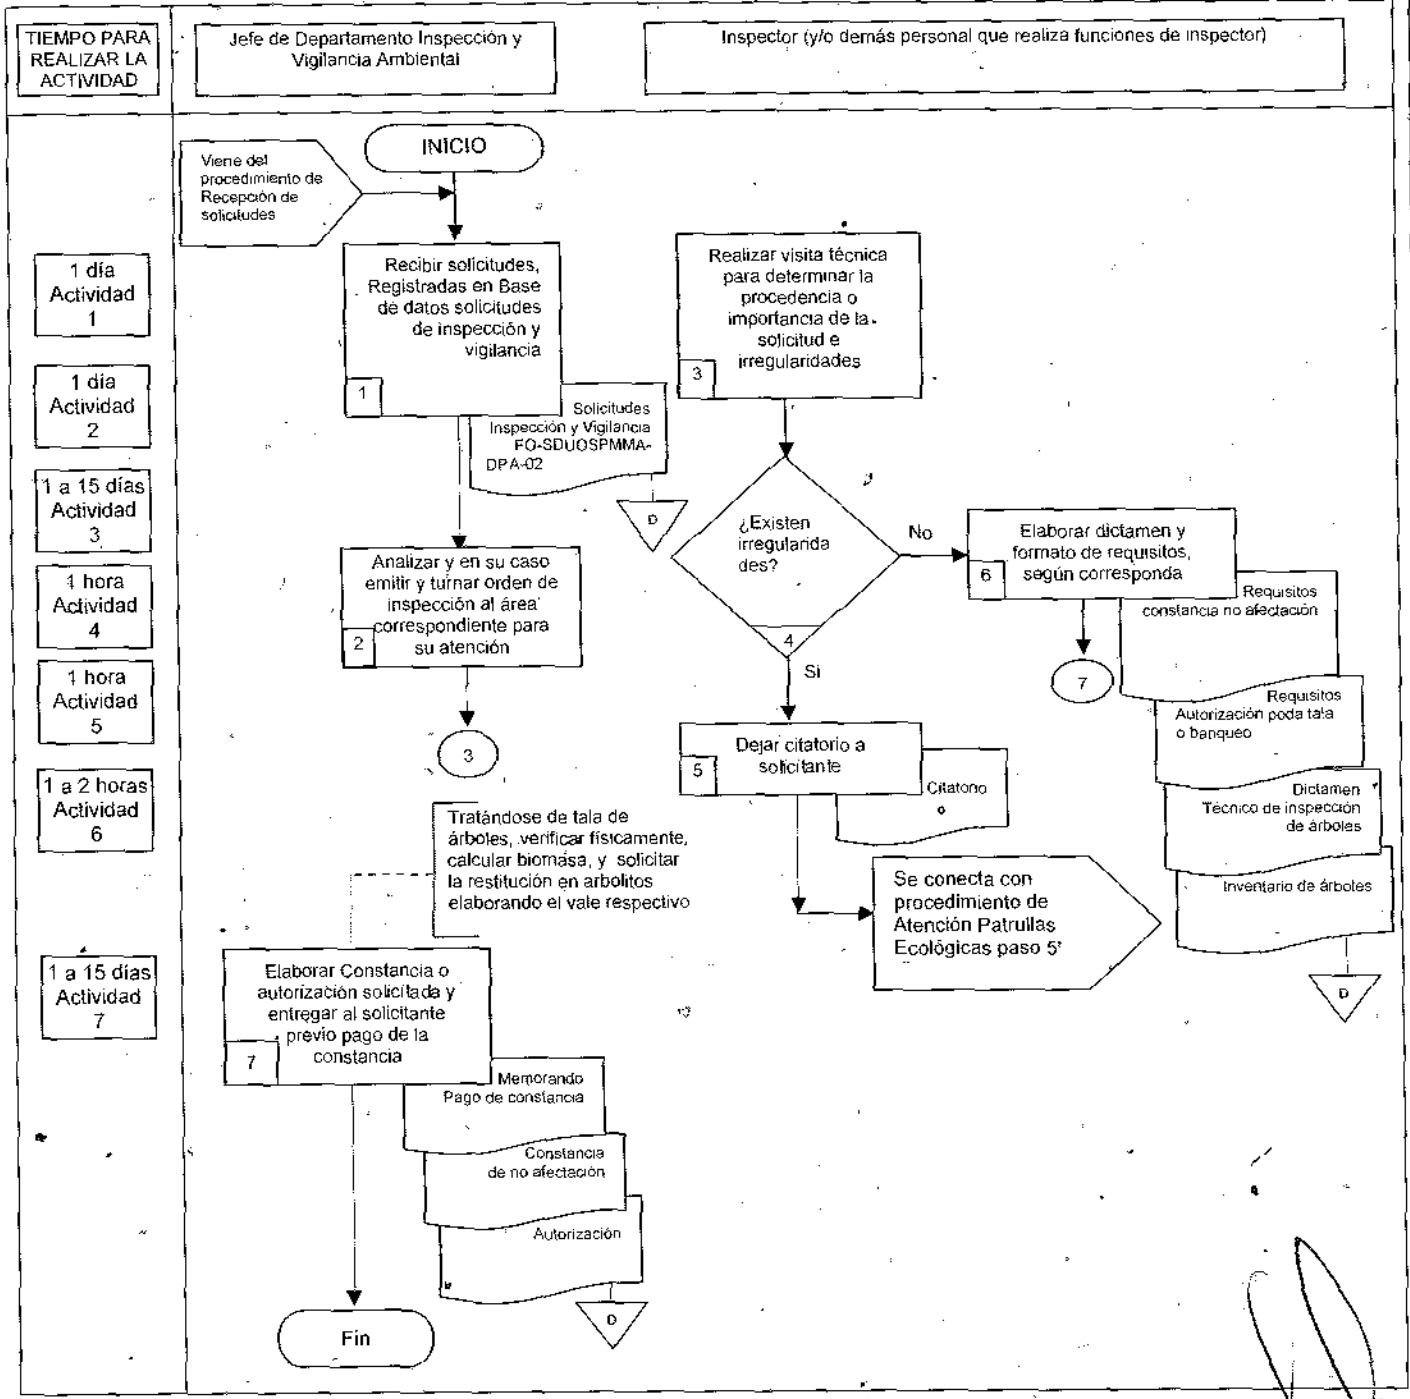 TIEMPO PARA
REALIZAR LA
ACTIVIDAD
Jefe de Departamento Inspección y
Vigilancia Ambiental
Inspector (y/o demás personal que realiza funciones de inspector)
INICIO
Viene del
procedimiento de
Recepción de
solicitudes
1 día
Actividad
1
Recibir solicitudes,
Registradas en Base
de datos solicitudes
de inspección y
vigilancia
1
Realizar visita técnica
para determinar la
procedencia o
importancia de la
solicitud e
irregularidades
3
1 día
Actividad
2
Solicitudes
Inspección y Vigilancia
FO-SDUOSPMMA-
DPA-02
D
1 a 15 días
Actividad
3
¿Existen
irregularida
des?
4
No
Si
Elaborar dictamen y
formato de requisitos,
según corresponda
6
Analizar y en su caso
emitir y turnar orden de
inspección al área
correspondiente para
su atención
2
1 hora
Actividad
4
Requisitos
constancia no afectación
7
1 hora
Actividad
5
3
Requisitos
Autorización poda tala
o banqueo
Dejar citatorio a
solicitante
5
Citatorio
1 a 2 horas
Actividad
6
Dictamen
Técnico de inspección
de árboles
Tratándose de tala de
árboles, verificar físicamente,
calcular biomasa, y solicitar
la restitución en arbolitos
elaborando el vale respectivo
Se conecta con
procedimiento de
Atención Patrullas
Ecológicas paso 5
Inventario de árboles
D
1 a 15 días
Actividad
7
Elaborar Constancia o
autorización solicitada y
entregar al solicitante
previo pago de la
constancia
7
Memorando
Pago de constancia
Constancia
de no afectación
Autorización
D
Fin